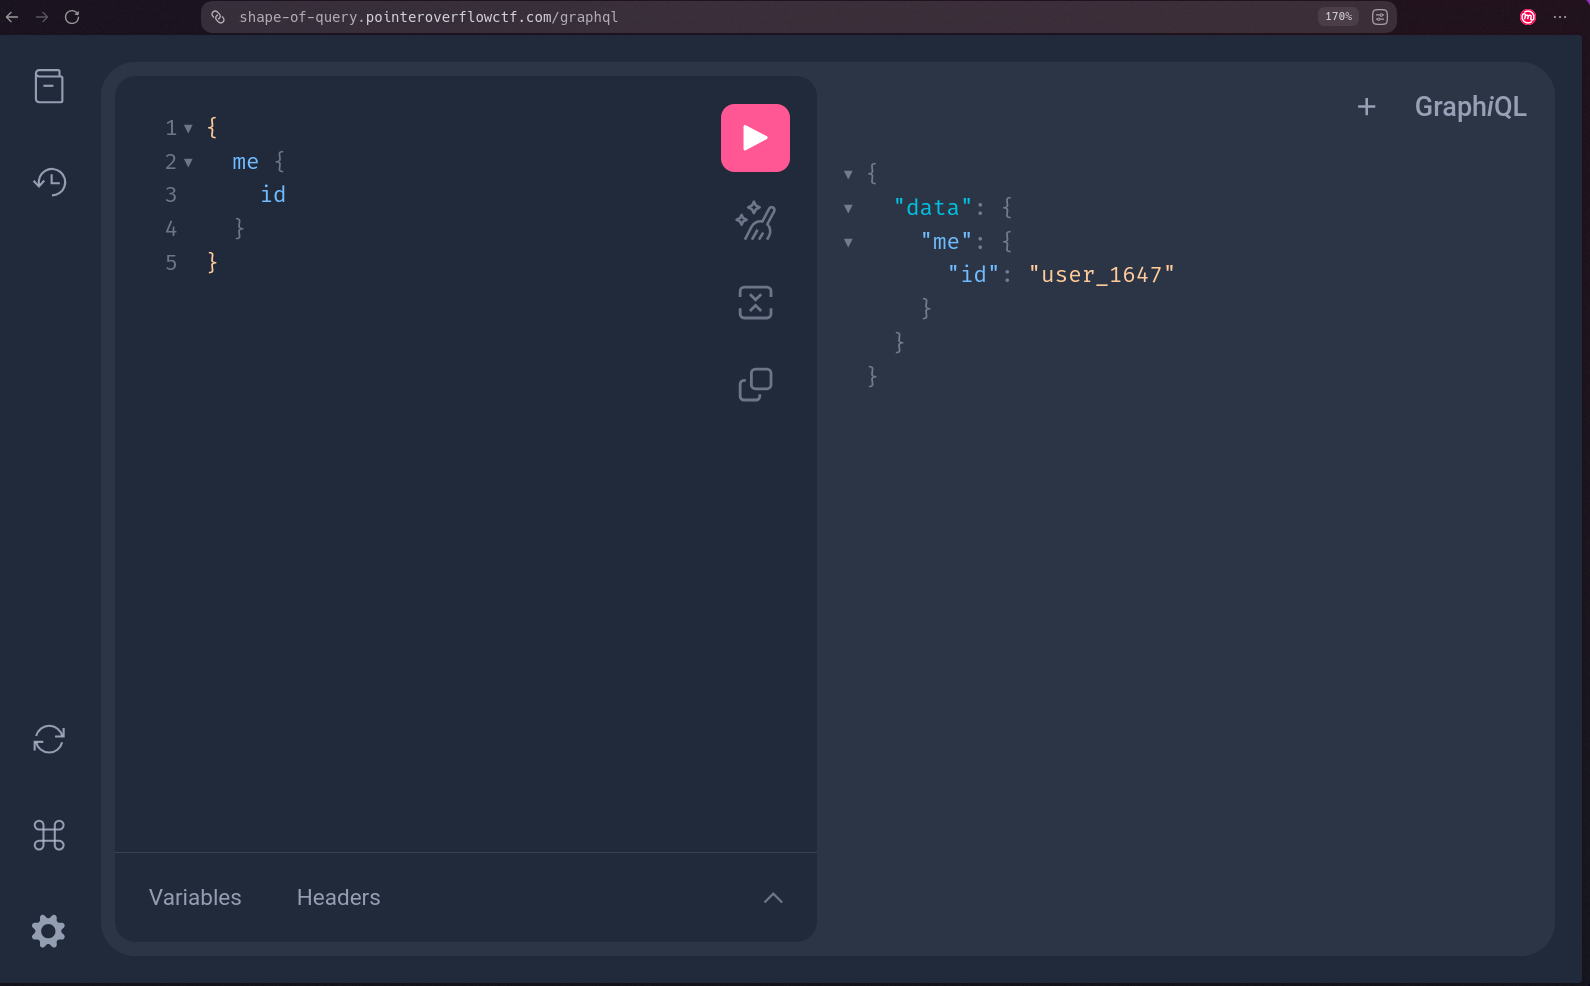 shape-of-query.pointeroverflowctf.com/graphql
170%
GraphiQL
1 {
2 me {
3 id
4 }
5 }
{
"data": {
"me": {
"id": "user_1647"
}
}
}
Variables
Headers